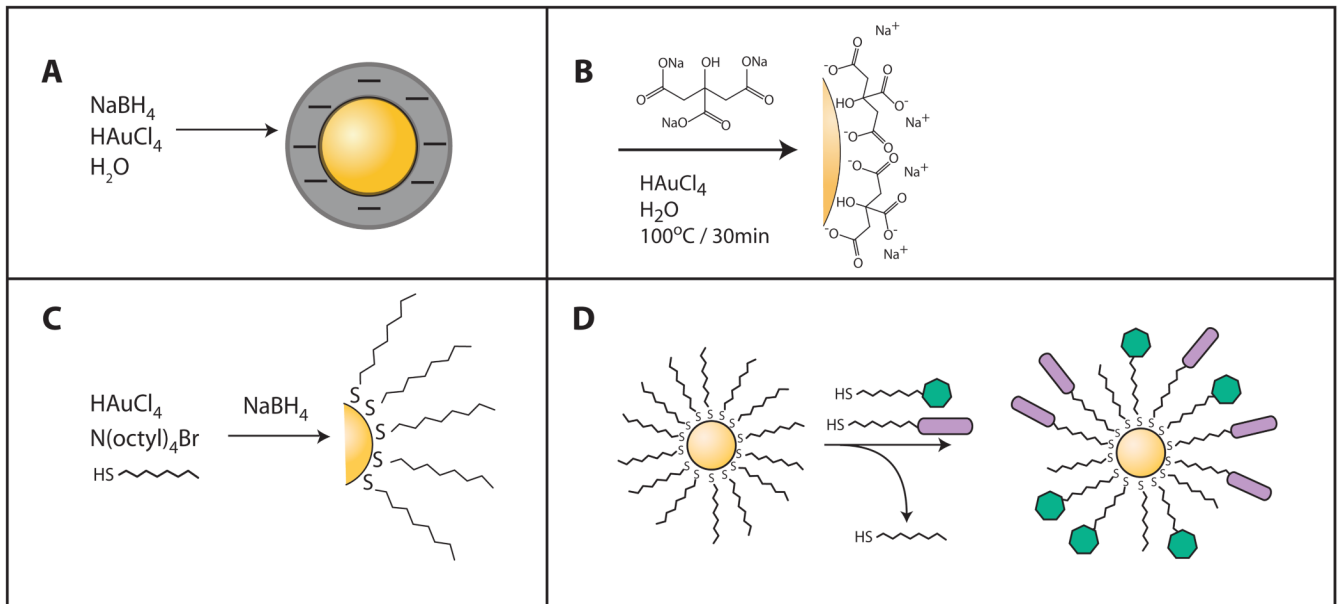 A
NaBH₄
HAuCl₄
H₂O
B
ONa OH ONa
O O
NaO O
HAuCl₄
H₂O
100°C / 30min
Na⁺
O
⁻O O
HO O⁻
Na⁺
⁻O O
O
⁻O Na⁺
HO O
⁻O O⁻
O Na⁺
C
HAuCl₄
N(octyl)₄Br
HS
NaBH₄
S
S
S
S
S
D
S S S S S S S S S S S S S S S S
HS
HS
HS
S S S S S S S S S S S S S S S S